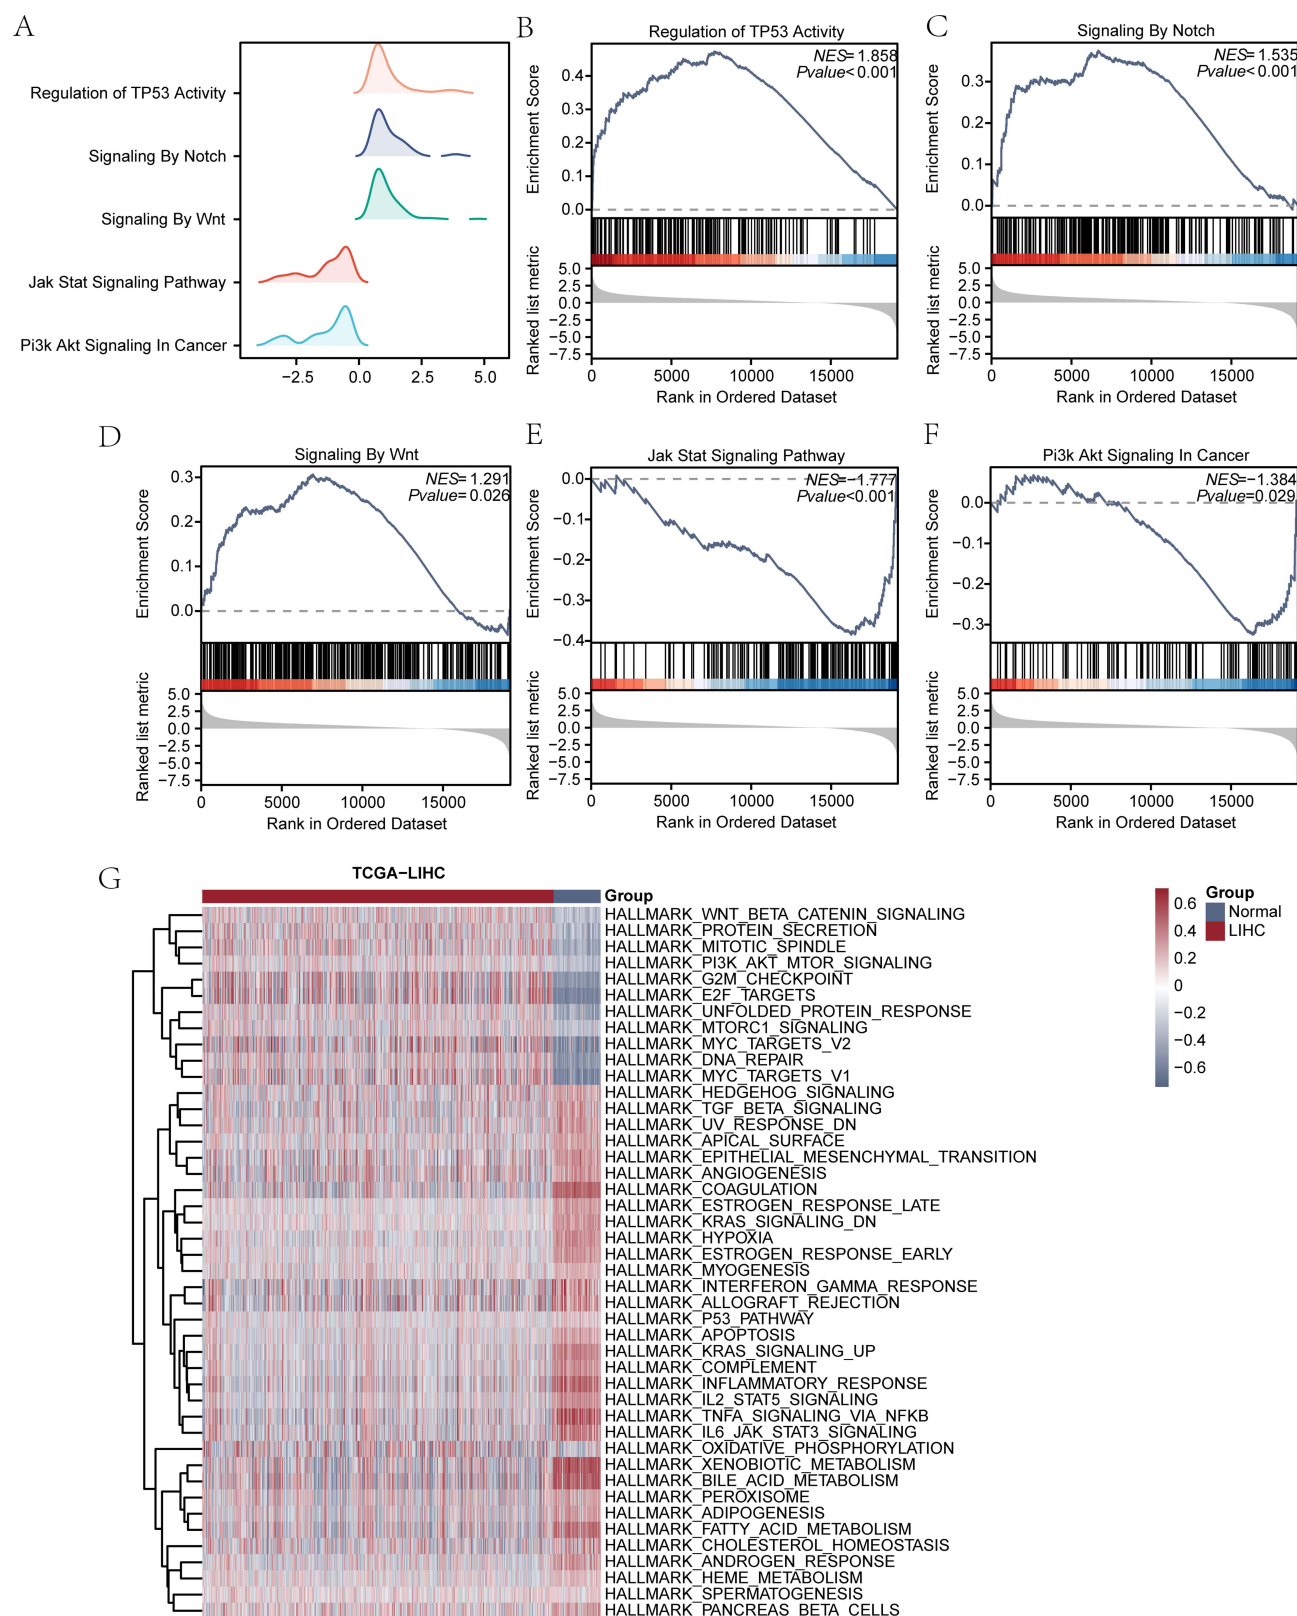 A
Regulation of TP53 Activity
Signaling By Notch
Signaling By Wnt
Jak Stat Signaling Pathway
Pi3k Akt Signaling In Cancer
−2.5 0.0 2.5 5.0
B
Regulation of TP53 Activity
NES= 1.858
Pvalue< 0.001
Enrichment Score
0.4
0.3
0.2
0.1
0.0
Ranked list metric
5.0
2.5
0.0
−2.5
−5.0
−7.5
0 5000 10000 15000
Rank in Ordered Dataset
C
Signaling By Notch
NES= 1.535
Pvalue< 0.001
Enrichment Score
0.3
0.2
0.1
0.0
Ranked list metric
5.0
2.5
0.0
−2.5
−5.0
−7.5
0 5000 10000 15000
Rank in Ordered Dataset
D
Signaling By Wnt
NES= 1.291
Pvalue= 0.026
Enrichment Score
0.3
0.2
0.1
0.0
Ranked list metric
5.0
2.5
0.0
−2.5
−5.0
−7.5
0 5000 10000 15000
Rank in Ordered Dataset
E
Jak Stat Signaling Pathway
NES=−1.777
Pvalue<0.001
Enrichment Score
0.0
−0.1
−0.2
−0.3
−0.4
Ranked list metric
5.0
2.5
0.0
−2.5
−5.0
−7.5
0 5000 10000 15000
Rank in Ordered Dataset
F
Pi3k Akt Signaling In Cancer
NES=−1.384
Pvalue=0.029
Enrichment Score
0.0
−0.1
−0.2
−0.3
Ranked list metric
5.0
2.5
0.0
−2.5
−5.0
−7.5
0 5000 10000 15000
Rank in Ordered Dataset
G
TCGA−LIHC
Group
HALLMARK_WNT_BETA_CATENIN_SIGNALING
HALLMARK_PROTEIN_SECRETION
HALLMARK_MITOTIC_SPINDLE
HALLMARK_PI3K_AKT_MTOR_SIGNALING
HALLMARK_G2M_CHECKPOINT
HALLMARK_E2F_TARGETS
HALLMARK_UNFOLDED_PROTEIN_RESPONSE
HALLMARK_MTORC1_SIGNALING
HALLMARK_MYC_TARGETS_V2
HALLMARK_DNA_REPAIR
HALLMARK_MYC_TARGETS_V1
HALLMARK_HEDGEHOG_SIGNALING
HALLMARK_TGF_BETA_SIGNALING
HALLMARK_UV_RESPONSE_DN
HALLMARK_APICAL_SURFACE
HALLMARK_EPITHELIAL_MESENCHYMAL_TRANSITION
HALLMARK_ANGIOGENESIS
HALLMARK_COAGULATION
HALLMARK_ESTROGEN_RESPONSE_LATE
HALLMARK_KRAS_SIGNALING_DN
HALLMARK_HYPOXIA
HALLMARK_ESTROGEN_RESPONSE_EARLY
HALLMARK_MYOGENESIS
HALLMARK_INTERFERON_GAMMA_RESPONSE
HALLMARK_ALLOGRAFT_REJECTION
HALLMARK_P53_PATHWAY
HALLMARK_APOPTOSIS
HALLMARK_KRAS_SIGNALING_UP
HALLMARK_COMPLEMENT
HALLMARK_INFLAMMATORY_RESPONSE
HALLMARK_IL2_STAT5_SIGNALING
HALLMARK_TNFA_SIGNALING_VIA_NFKB
HALLMARK_IL6_JAK_STAT3_SIGNALING
HALLMARK_OXIDATIVE_PHOSPHORYLATION
HALLMARK_XENOBIOTIC_METABOLISM
HALLMARK_BILE_ACID_METABOLISM
HALLMARK_PEROXISOME
HALLMARK_ADIPOGENESIS
HALLMARK_FATTY_ACID_METABOLISM
HALLMARK_CHOLESTEROL_HOMEOSTASIS
HALLMARK_ANDROGEN_RESPONSE
HALLMARK_HEME_METABOLISM
HALLMARK_SPERMATOGENESIS
HALLMARK_PANCREAS_BETA_CELLS
0.6
0.4
0.2
0
−0.2
−0.4
−0.6
Group
Normal
LIHC